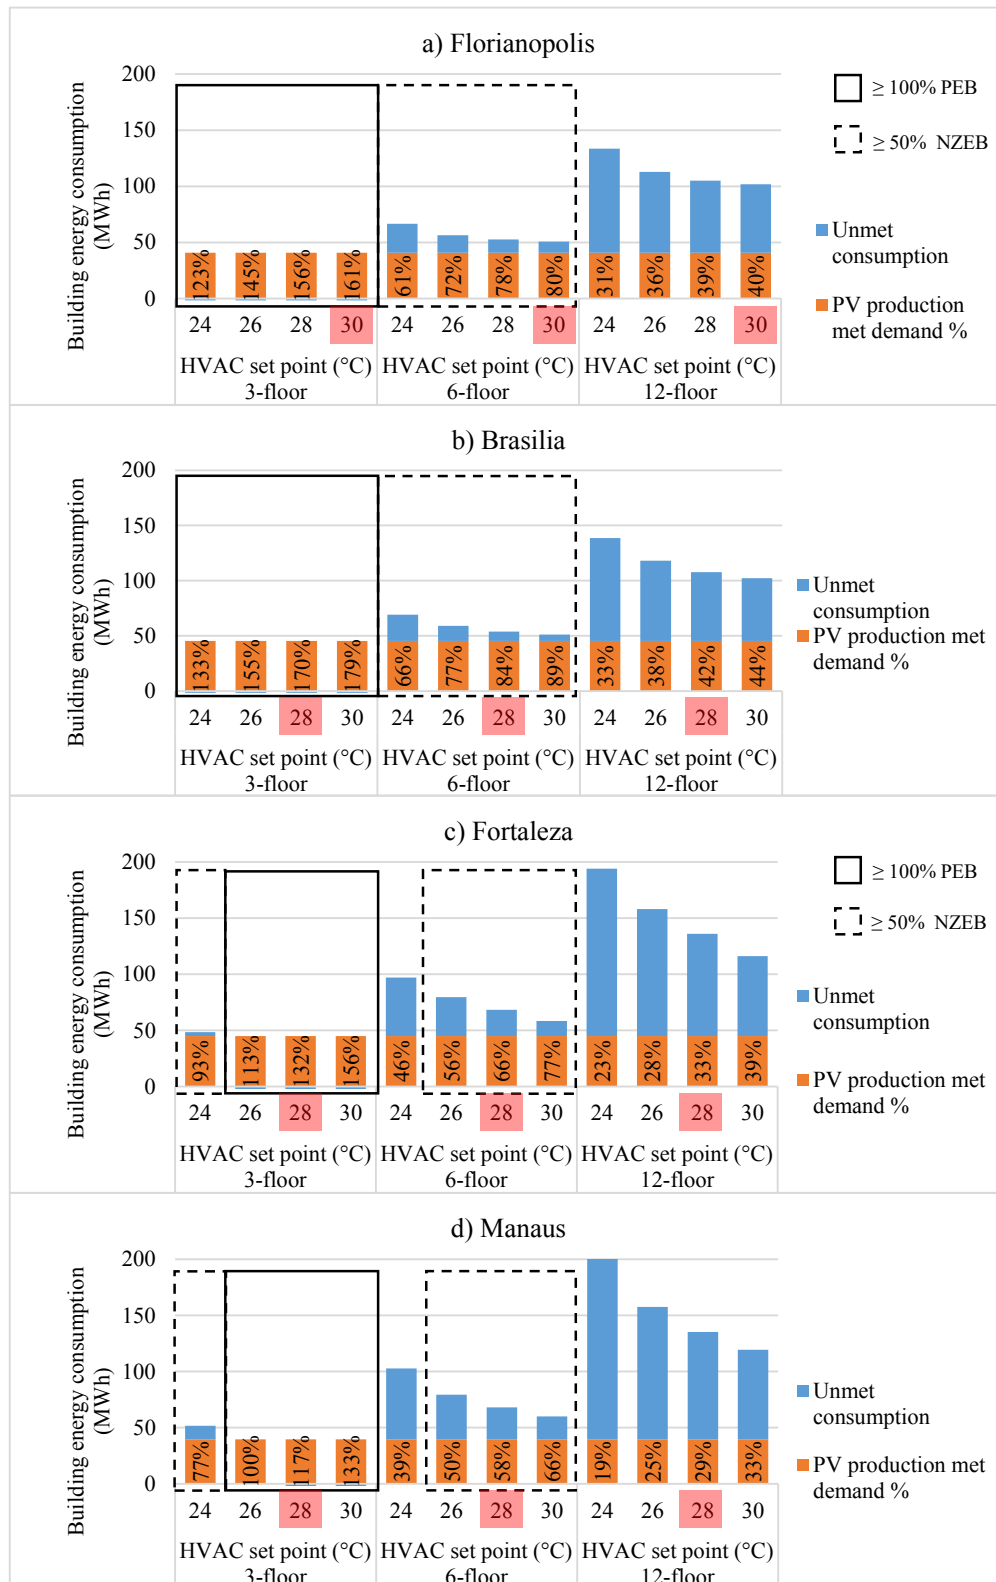 a) Florianopolis
Building energy consumption
(MWh)
200
150
100
50
0
123%
145%
156%
161%
61%
72%
78%
80%
31%
36%
39%
40%
24 26 28 30 24 26 28 30 24 26 28 30
HVAC set point (°C) HVAC set point (°C) HVAC set point (°C)
3-floor 6-floor 12-floor
≥ 100% PEB
≥ 50% NZEB
Unmet
consumption
PV production
met demand %
b) Brasilia
Building energy consumption
(MWh)
200
150
100
50
0
133%
155%
170%
179%
66%
77%
84%
89%
33%
38%
42%
44%
24 26 28 30 24 26 28 30 24 26 28 30
HVAC set point (°C) HVAC set point (°C) HVAC set point (°C)
3-floor 6-floor 12-floor
Unmet
consumption
PV production met
demand %
c) Fortaleza
Building energy consumption
(MWh)
200
150
100
50
0
93%
113%
132%
156%
46%
56%
66%
77%
23%
28%
33%
39%
24 26 28 30 24 26 28 30 24 26 28 30
HVAC set point (°C) HVAC set point (°C) HVAC set point (°C)
3-floor 6-floor 12-floor
≥ 100% PEB
≥ 50% NZEB
Unmet
consumption
PV production met
demand %
d) Manaus
Building energy consumption
(MWh)
200
150
100
50
0
77%
100%
117%
133%
39%
50%
58%
66%
19%
25%
29%
33%
24 26 28 30 24 26 28 30 24 26 28 30
HVAC set point (°C) HVAC set point (°C) HVAC set point (°C)
3-floor 6-floor 12-floor
Unmet
consumption
PV production met
demand %